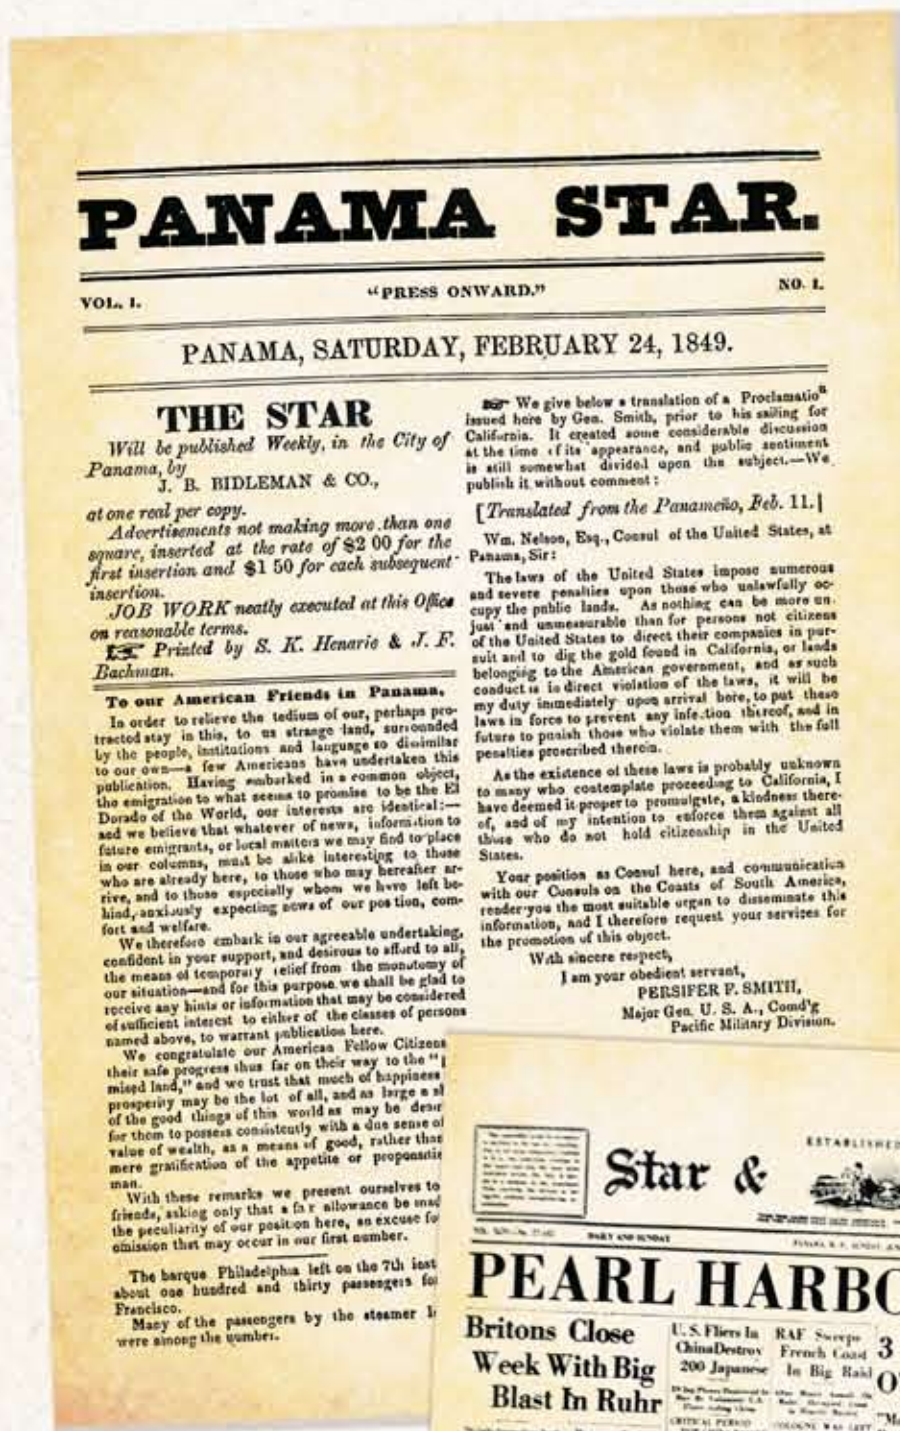 PANAMA STAR.
VOL. I.
"PRESS ONWARD."
NO. I.
PANAMA, SATURDAY, FEBRUARY 24, 1849.
THE STAR
Will be published Weekly, in the City of
Panama, by
J. B. BIDLEMAN & CO.,
at one real per copy.
Advertisements not making more than one
square, inserted at the rate of $2 00 for the
first insertion and $1 50 for each subsequent
insertion.
JOB WORK neatly executed at this Office
on reasonable terms.
☞ Printed by S. K. Henarie & J. F.
Bachman.
To our American Friends in Panama.
In order to relieve the tedium of our, perhaps pro-
tracted stay in this, to us strange land, surrounded
by the people, institutions and language so dissimilar
to our own—a few Americans have undertaken this
publication. Having embarked in a common object,
the emigration to what seems to promise to be the El
Dorado of the World, our interests are identical:—
and we believe that whatever of news, information to
future emigrants, or local matters we may find to place
in our columns, must be alike interesting to those
who are already here, to those who may hereafter ar-
rive, and to those especially whom we have left be-
hind, anxiously expecting news of our position, com-
fort and welfare.
We therefore embark in our agreeable undertaking,
confident in your support, and desirous to afford to all,
the means of temporary relief from the monotomy of
our situation—and for this purpose we shall be glad to
receive any hints or information that may be considered
of sufficient interest to either of the classes of persons
named above, to warrant publication here.
We congratulate our American Fellow Citizens
their safe progress thus far on their way to the "
mised land," and we trust that much of happiness
prosperity may be the lot of all, and as large a
of the good things of this world as may be
for them to possess consistently with a due sense of
value of wealth, as a means of good, rather than
mere gratification of the appetite or
man.
With these remarks we present ourselves to
friends, asking only that a fair allowance be
the peculiarity of our position here, an excuse
omission that may occur in our first number.
The barque Philadelphia left on the 7th inst
about one hundred and thirty passengers
Francisco.
Many of the passengers by the steamer
were among the number.
☞ We give below a translation of a Proclamation
issued here by Gen. Smith, prior to his sailing for
California. It created some considerable discussion
at the time of its appearance, and public sentiment
is still somewhat divided upon the subject.—We
publish it without comment:
[Translated from the Panameño, Feb. 11.]
Wm. Nelson, Esq., Consul of the United States, at
Panama, Sir:
The laws of the United States impose numerous
and severe penalties upon those who unlawfully oc-
cupy the public lands. As nothing can be more un-
just and unmeasurable than for persons not citizens
of the United States to direct their companies in pur-
suit and to dig the gold found in California, or lands
belonging to the American government, and as such
conduct is in direct violation of the laws, it will be
my duty immediately upon arrival here, to put these
laws in force to prevent any infection thereof, and in
future to punish those who violate them with the full
penalties prescribed therein.
As the existence of these laws is probably unknown
to many who contemplate proceeding to California, I
have deemed it proper to promulgate, a kindness there-
of, and of my intention to enforce them against all
those who do not hold citizenship in the United
States.
Your position as Consul here, and communication
with our Consuls on the Coasts of South America,
render you the most suitable organ to disseminate this
information, and I therefore request your services for
the promotion of this object.
With sincere respect,
I am your obedient servant,
PERSIFER F. SMITH,
Major Gen. U. S. A., Comd'g
Pacific Military Division.
ESTABLISHED
Star &
DAILY AND SUNDAY
PEARL HARBO
Britons Close
Week With Big
Blast In Ruhr
U. S. Fliers In
China Destroy
200 Japanese
RAF Sweeps
French Coast
In Big Raid
3
O
CRITICAL PERIOD
COLOGNE WAS LEFT